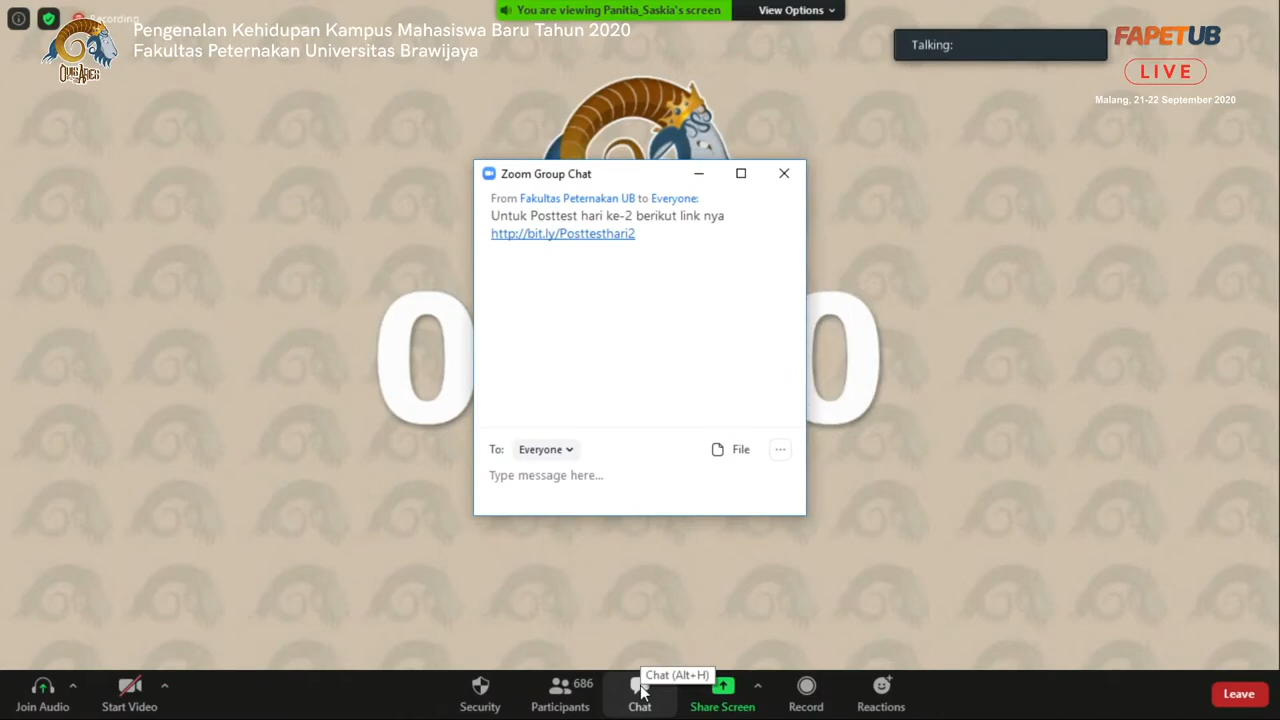 Recording
You are viewing Panitia_Saskia's screen
View Options
Pengenalan Kehidupan Kampus Mahasiswa Baru Tahun 2020
Fakultas Peternakan Universitas Brawijaya
Talking:
FAPETUB
LIVE
Malang, 21-22 September 2020
Zoom Group Chat
From Fakultas Peternakan UB to Everyone:
Untuk Posttest hari ke-2 berikut link nya
http://bit.ly/Posttesthari2
0
0
To: Everyone
File
Type message here...
Chat (Alt+H)
686
Join Audio
Start Video
Security
Participants
Chat
Share Screen
Record
Reactions
Leave